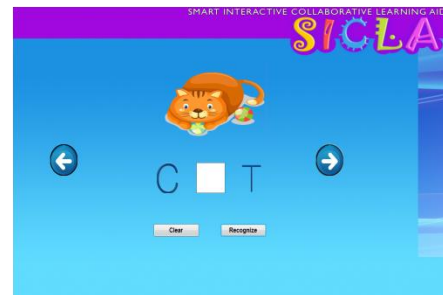 SMART INTERACTIVE COLLABORATIVE LEARNING AID
SICLA
C T
Clear Recognize